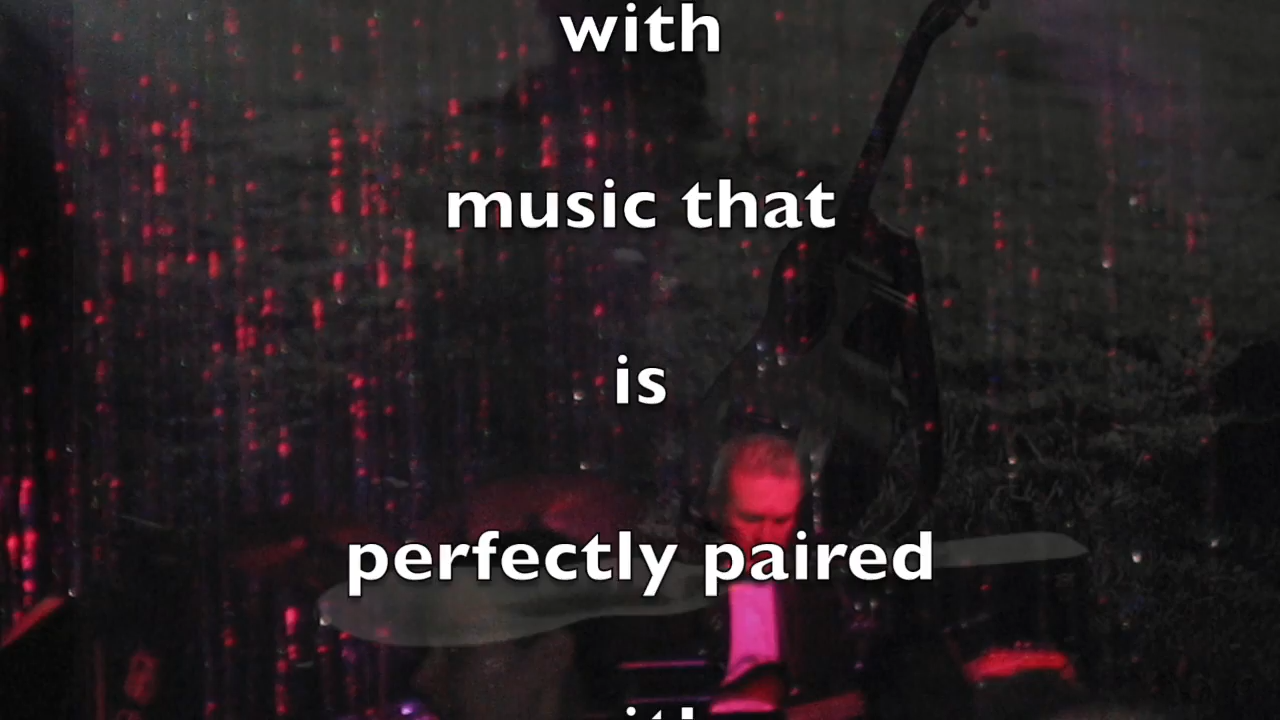 with
music that
is
perfectly paired